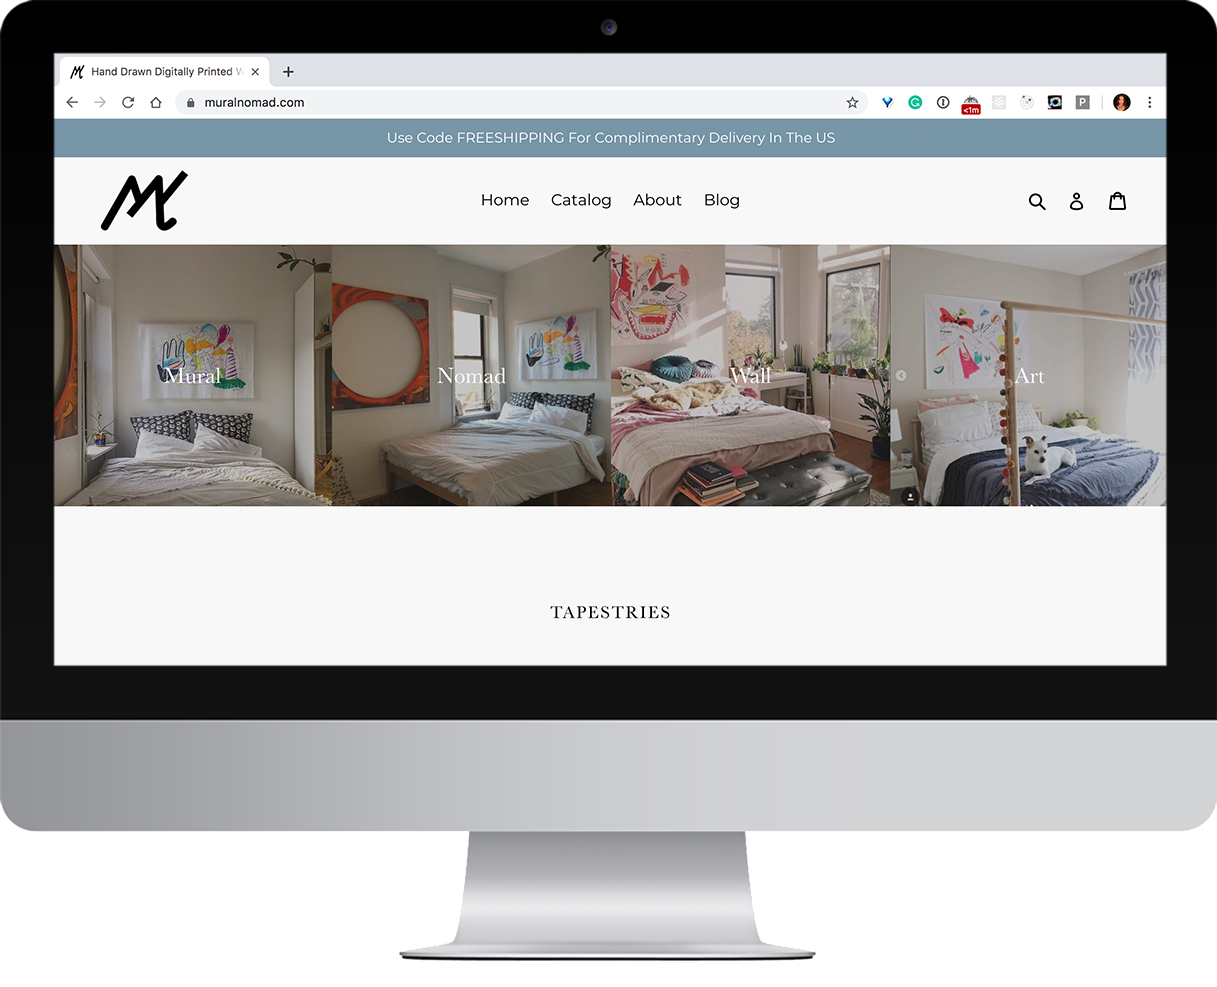 Hand Drawn Digitally Printed W
muralnomad.com
<1m
P
Use Code FREESHIPPING For Complimentary Delivery In The US
Home Catalog About Blog
Mural Nomad Wall Art
TAPESTRIES